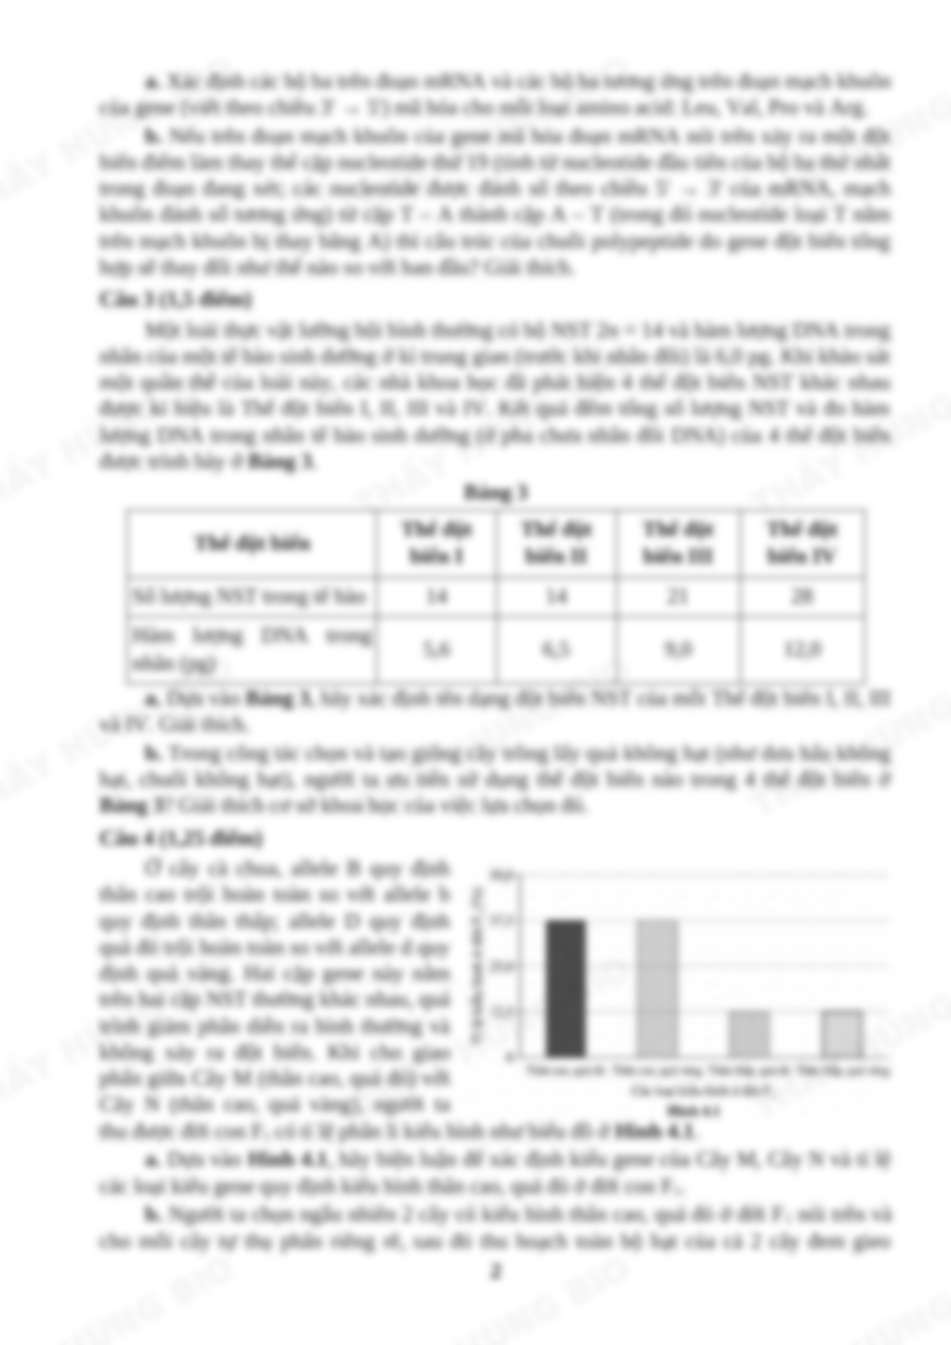 a. Xác định các bộ ba trên đoạn mRNA và các bộ ba tương ứng trên đoạn mạch khuôn
của gene (viết theo chiều 3' → 5') mã hóa cho mỗi loại amino acid: Leu, Val, Pro và Arg.
b. Nếu trên đoạn mạch khuôn của gene mã hóa đoạn mRNA nói trên xảy ra một đột
biến điểm làm thay thế cặp nucleotide thứ 19 (tính từ nucleotide đầu tiên của bộ ba thứ nhất
trong đoạn đang xét; các nucleotide được đánh số theo chiều 5' → 3' của mRNA, mạch
khuôn đánh số tương ứng) từ cặp T – A thành cặp A – T (trong đó nucleotide loại T nằm
trên mạch khuôn bị thay bằng A) thì cấu trúc của chuỗi polypeptide do gene đột biến tổng
hợp sẽ thay đổi như thế nào so với ban đầu? Giải thích.
Câu 3 (1,5 điểm)
Một loài thực vật lưỡng bội bình thường có bộ NST 2n = 14 và hàm lượng DNA trong
nhân của một tế bào sinh dưỡng ở kì trung gian (trước khi nhân đôi) là 6,0 pg. Khi khảo sát
một quần thể của loài này, các nhà khoa học đã phát hiện 4 thể đột biến NST khác nhau
được kí hiệu là Thể đột biến I, II, III và IV. Kết quả đếm tổng số lượng NST và đo hàm
lượng DNA trong nhân tế bào sinh dưỡng (ở pha chưa nhân đôi DNA) của 4 thể đột biến
được trình bày ở Bảng 3.
Bảng 3
Thể đột biến
Thể đột biến I
Thể đột biến II
Thể đột biến III
Thể đột biến IV
Số lượng NST trong tế bào 14 14 21 28
Hàm lượng DNA trong
nhân (pg) 5,6 6,5 9,0 12,0
a. Dựa vào Bảng 3, hãy xác định tên dạng đột biến NST của mỗi Thể đột biến I, II, III
và IV. Giải thích.
b. Trong công tác chọn và tạo giống cây trồng lấy quả không hạt (như dưa hấu không
hạt, chuối không hạt), người ta ưu tiên sử dụng thể đột biến nào trong 4 thể đột biến ở
Bảng 3? Giải thích cơ sở khoa học của việc lựa chọn đó.
Câu 4 (1,25 điểm)
Ở cây cà chua, allele B quy định
thân cao trội hoàn toàn so với allele b
quy định thân thấp; allele D quy định
quả đỏ trội hoàn toàn so với allele d quy
định quả vàng. Hai cặp gene này nằm
trên hai cặp NST thường khác nhau, quá
trình giảm phân diễn ra bình thường và
không xảy ra đột biến. Khi cho giao
phấn giữa Cây M (thân cao, quả đỏ) với
Cây N (thân cao, quả vàng), người ta
thu được đời con F₁ có tỉ lệ phân li kiểu hình như biểu đồ ở Hình 4.1.
Thân cao, quả đỏ Thân cao, quả vàng Thân thấp, quả đỏ Thân thấp, quả vàng
Hình 4.1
a. Dựa vào Hình 4.1, hãy biện luận để xác định kiểu gene của Cây M, Cây N và tỉ lệ
các loại kiểu gene quy định kiểu hình thân cao, quả đỏ ở đời con F₁.
b. Người ta chọn ngẫu nhiên 2 cây có kiểu hình thân cao, quả đỏ ở đời F₁ nói trên và
cho mỗi cây tự thụ phấn riêng rẽ, sau đó thu hoạch toàn bộ hạt của cả 2 cây đem gieo
2